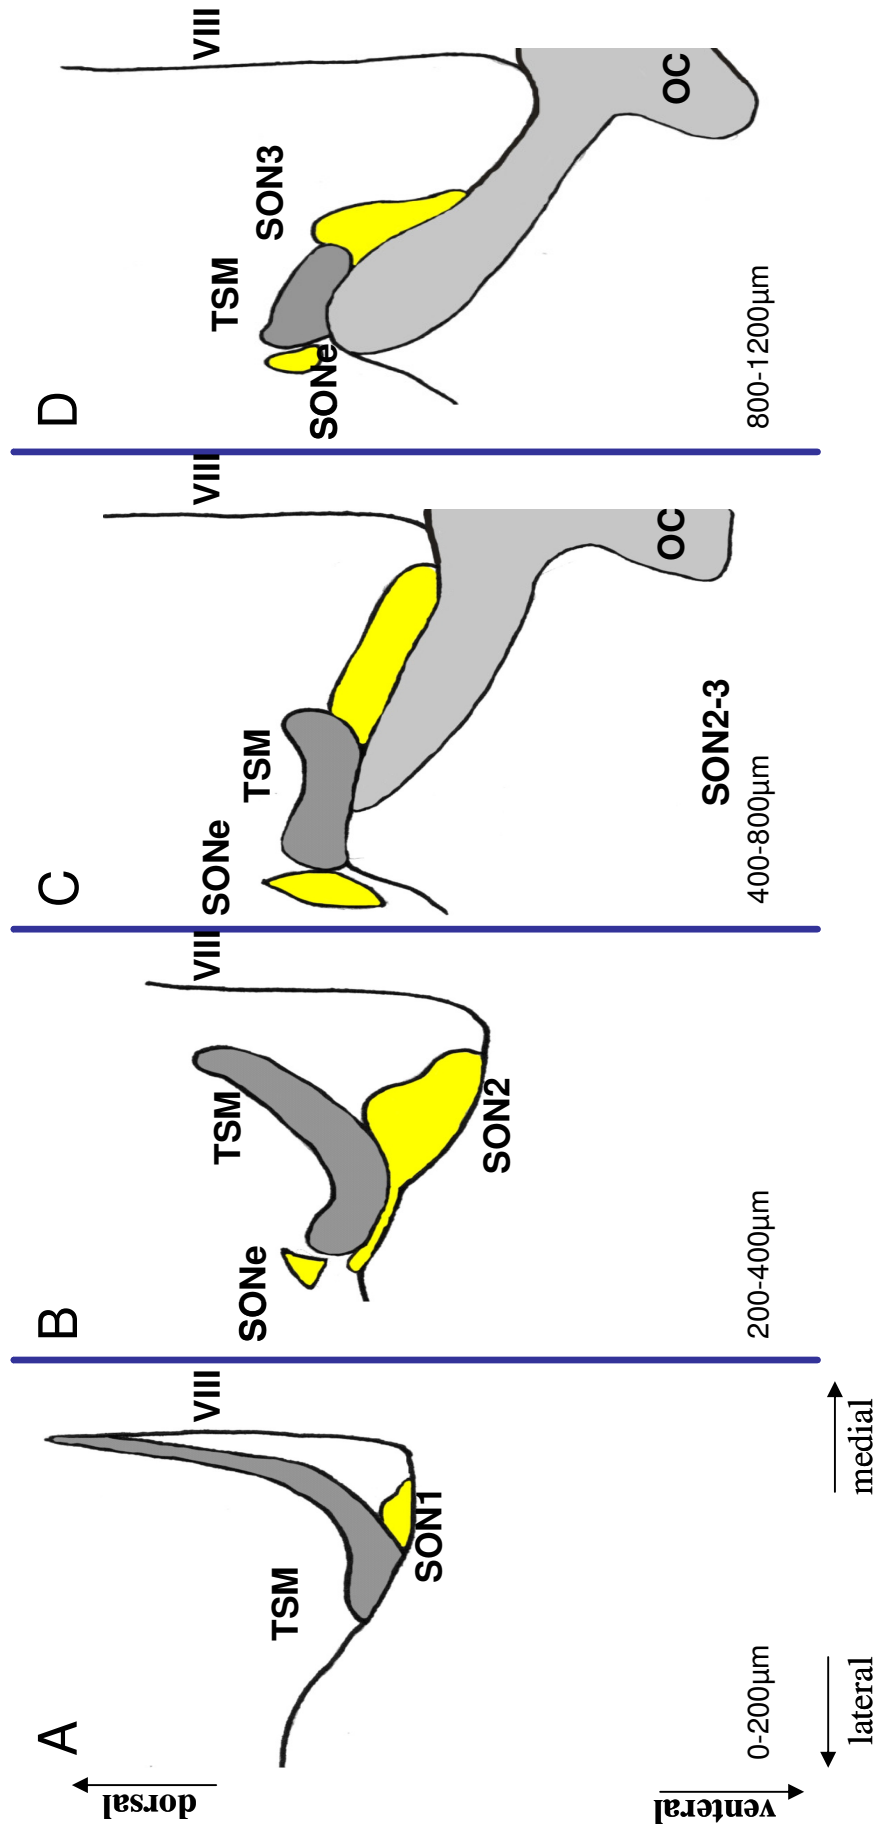 A
VIII
TSM
SON1
0-200µm
B
VIII
TSM
SONe
SON2
200-400µm
C
VIII
SONe
TSM
OC
SON2-3
400-800µm
D
VIII
SON3
TSM
SONe
OC
800-1200µm
dorsal
venteral
lateral
medial